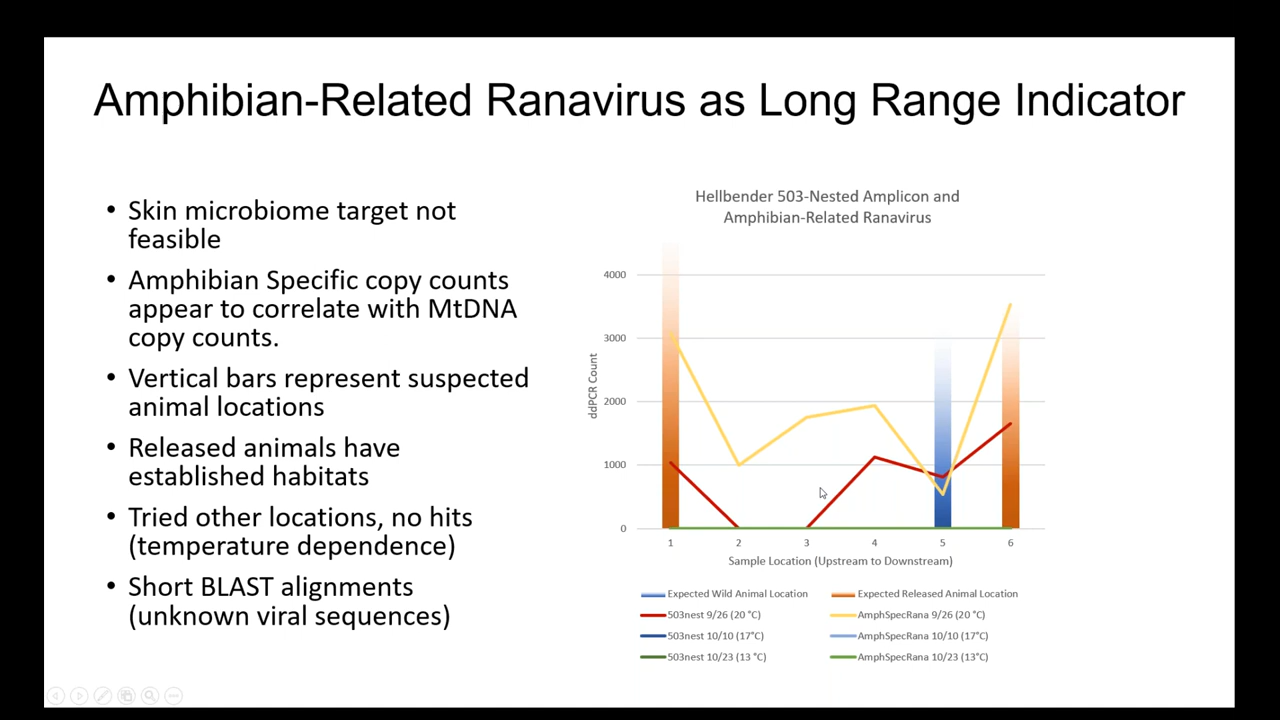 Amphibian-Related Ranavirus as Long Range Indicator
• Skin microbiome target not
feasible
• Amphibian Specific copy counts
appear to correlate with MtDNA
copy counts.
• Vertical bars represent suspected
animal locations
• Released animals have
established habitats
• Tried other locations, no hits
(temperature dependence)
• Short BLAST alignments
(unknown viral sequences)
Hellbender 503-Nested Amplicon and
Amphibian-Related Ranavirus
ddPCR Count
4000
3000
2000
1000
0
1 2 3 4 5 6
Sample Location (Upstream to Downstream)
Expected Wild Animal Location Expected Released Animal Location
503nest 9/26 (20 °C) AmphSpecRana 9/26 (20 °C)
503nest 10/10 (17°C) AmphSpecRana 10/10 (17°C)
503nest 10/23 (13 °C) AmphSpecRana 10/23 (13°C)